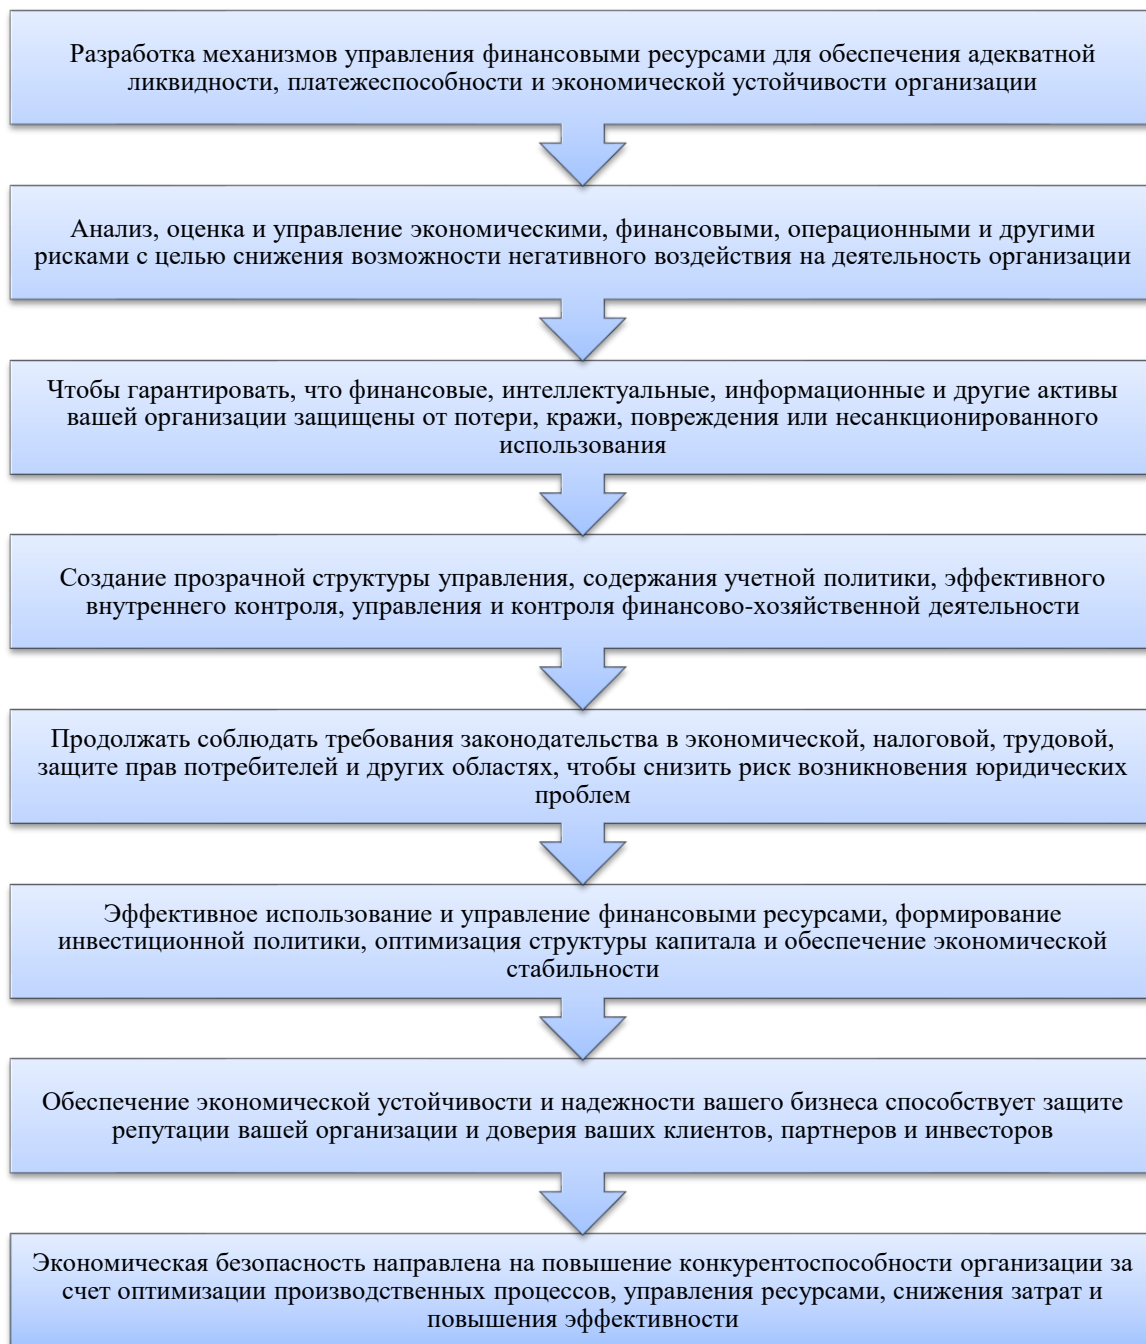 Разработка механизмов управления финансовыми ресурсами для обеспечения адекватной
ликвидности, платежеспособности и экономической устойчивости организации
Анализ, оценка и управление экономическими, финансовыми, операционными и другими
рисками с целью снижения возможности негативного воздействия на деятельность организации
Чтобы гарантировать, что финансовые, интеллектуальные, информационные и другие активы
вашей организации защищены от потери, кражи, повреждения или несанкционированного
использования
Создание прозрачной структуры управления, содержания учетной политики, эффективного
внутреннего контроля, управления и контроля финансово-хозяйственной деятельности
Продолжать соблюдать требования законодательства в экономической, налоговой, трудовой,
защите прав потребителей и других областях, чтобы снизить риск возникновения юридических
проблем
Эффективное использование и управление финансовыми ресурсами, формирование
инвестиционной политики, оптимизация структуры капитала и обеспечение экономической
стабильности
Обеспечение экономической устойчивости и надежности вашего бизнеса способствует защите
репутации вашей организации и доверия ваших клиентов, партнеров и инвесторов
Экономическая безопасность направлена на повышение конкурентоспособности организации за
счет оптимизации производственных процессов, управления ресурсами, снижения затрат и
повышения эффективности